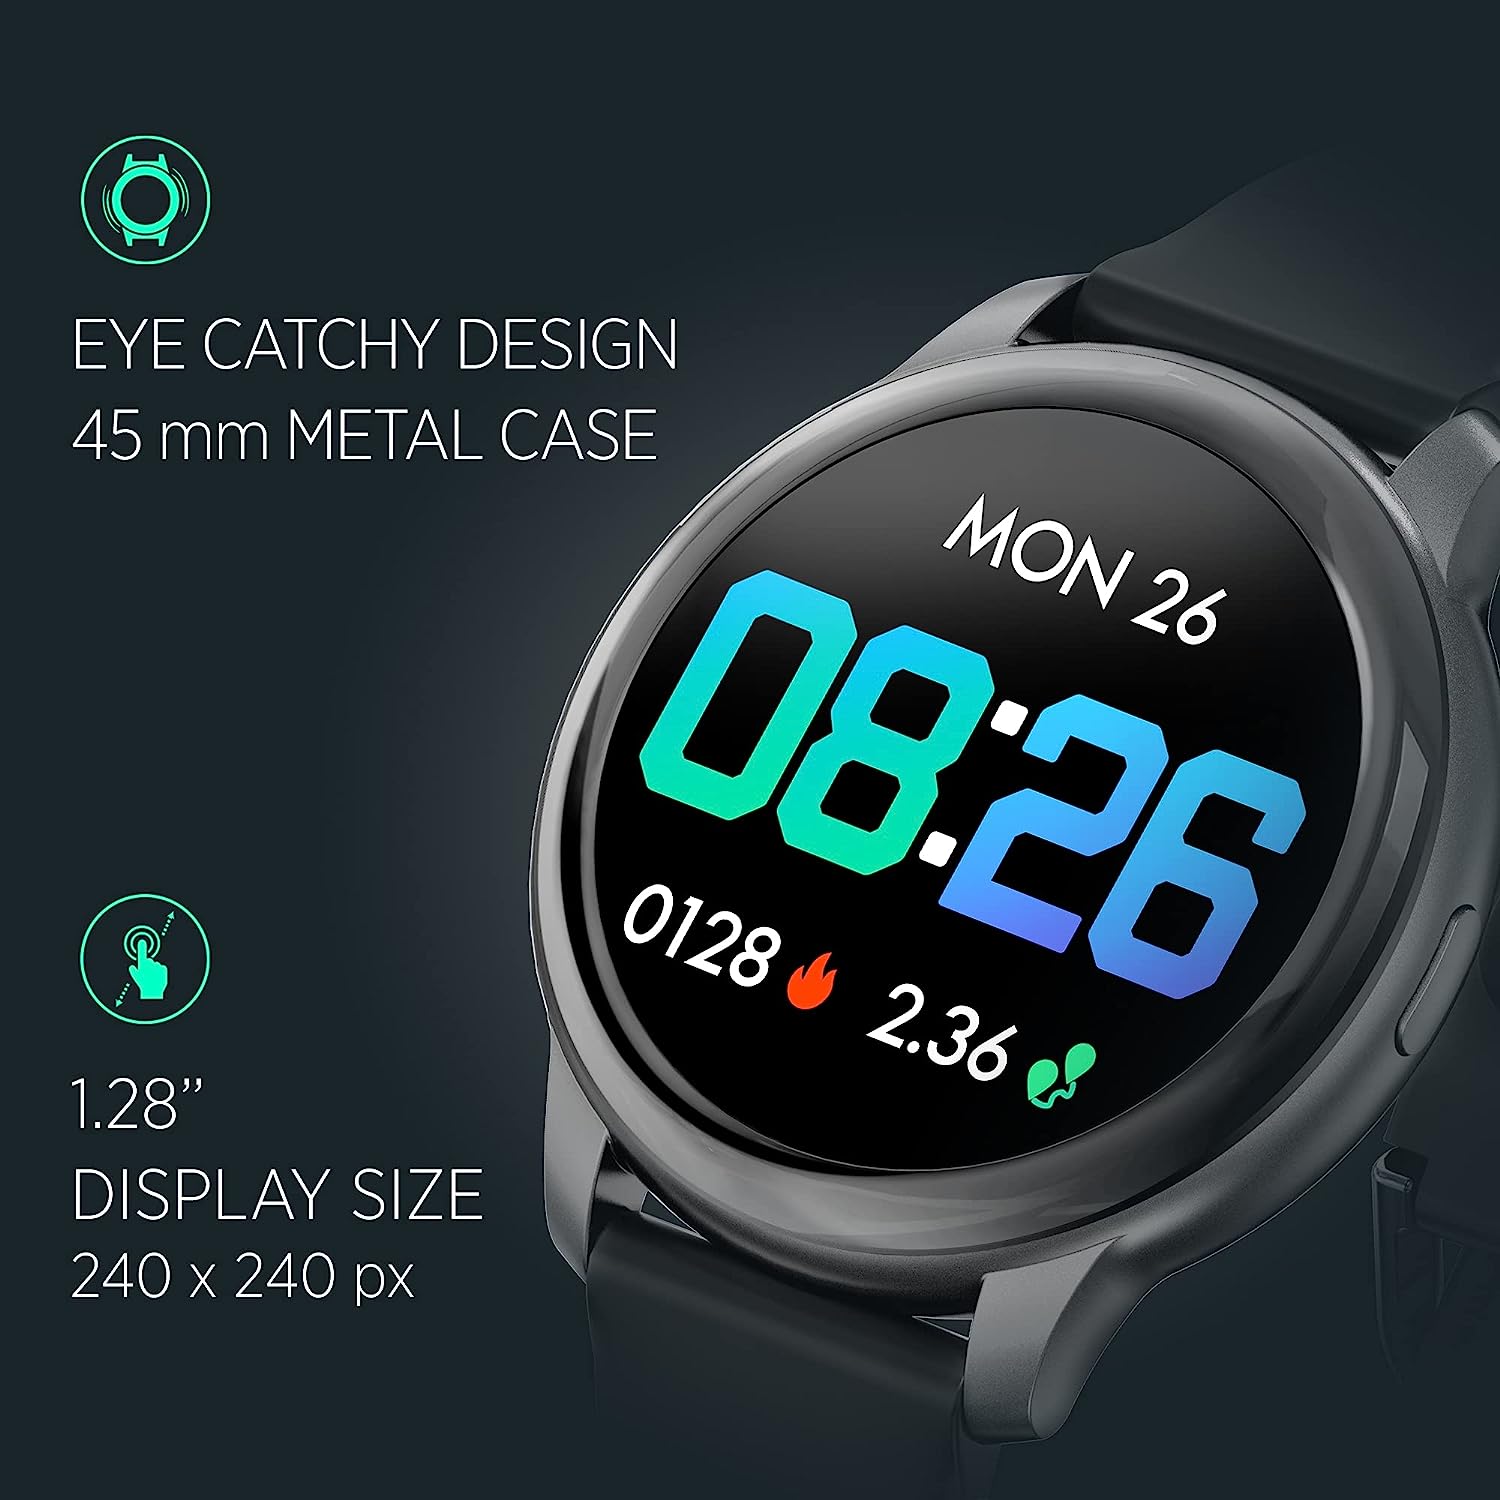 EYE CATCHY DESIGN
45 mm METAL CASE
MON 26
08:26
0128
2.36
1.28”
DISPLAY SIZE
240 x 240 px